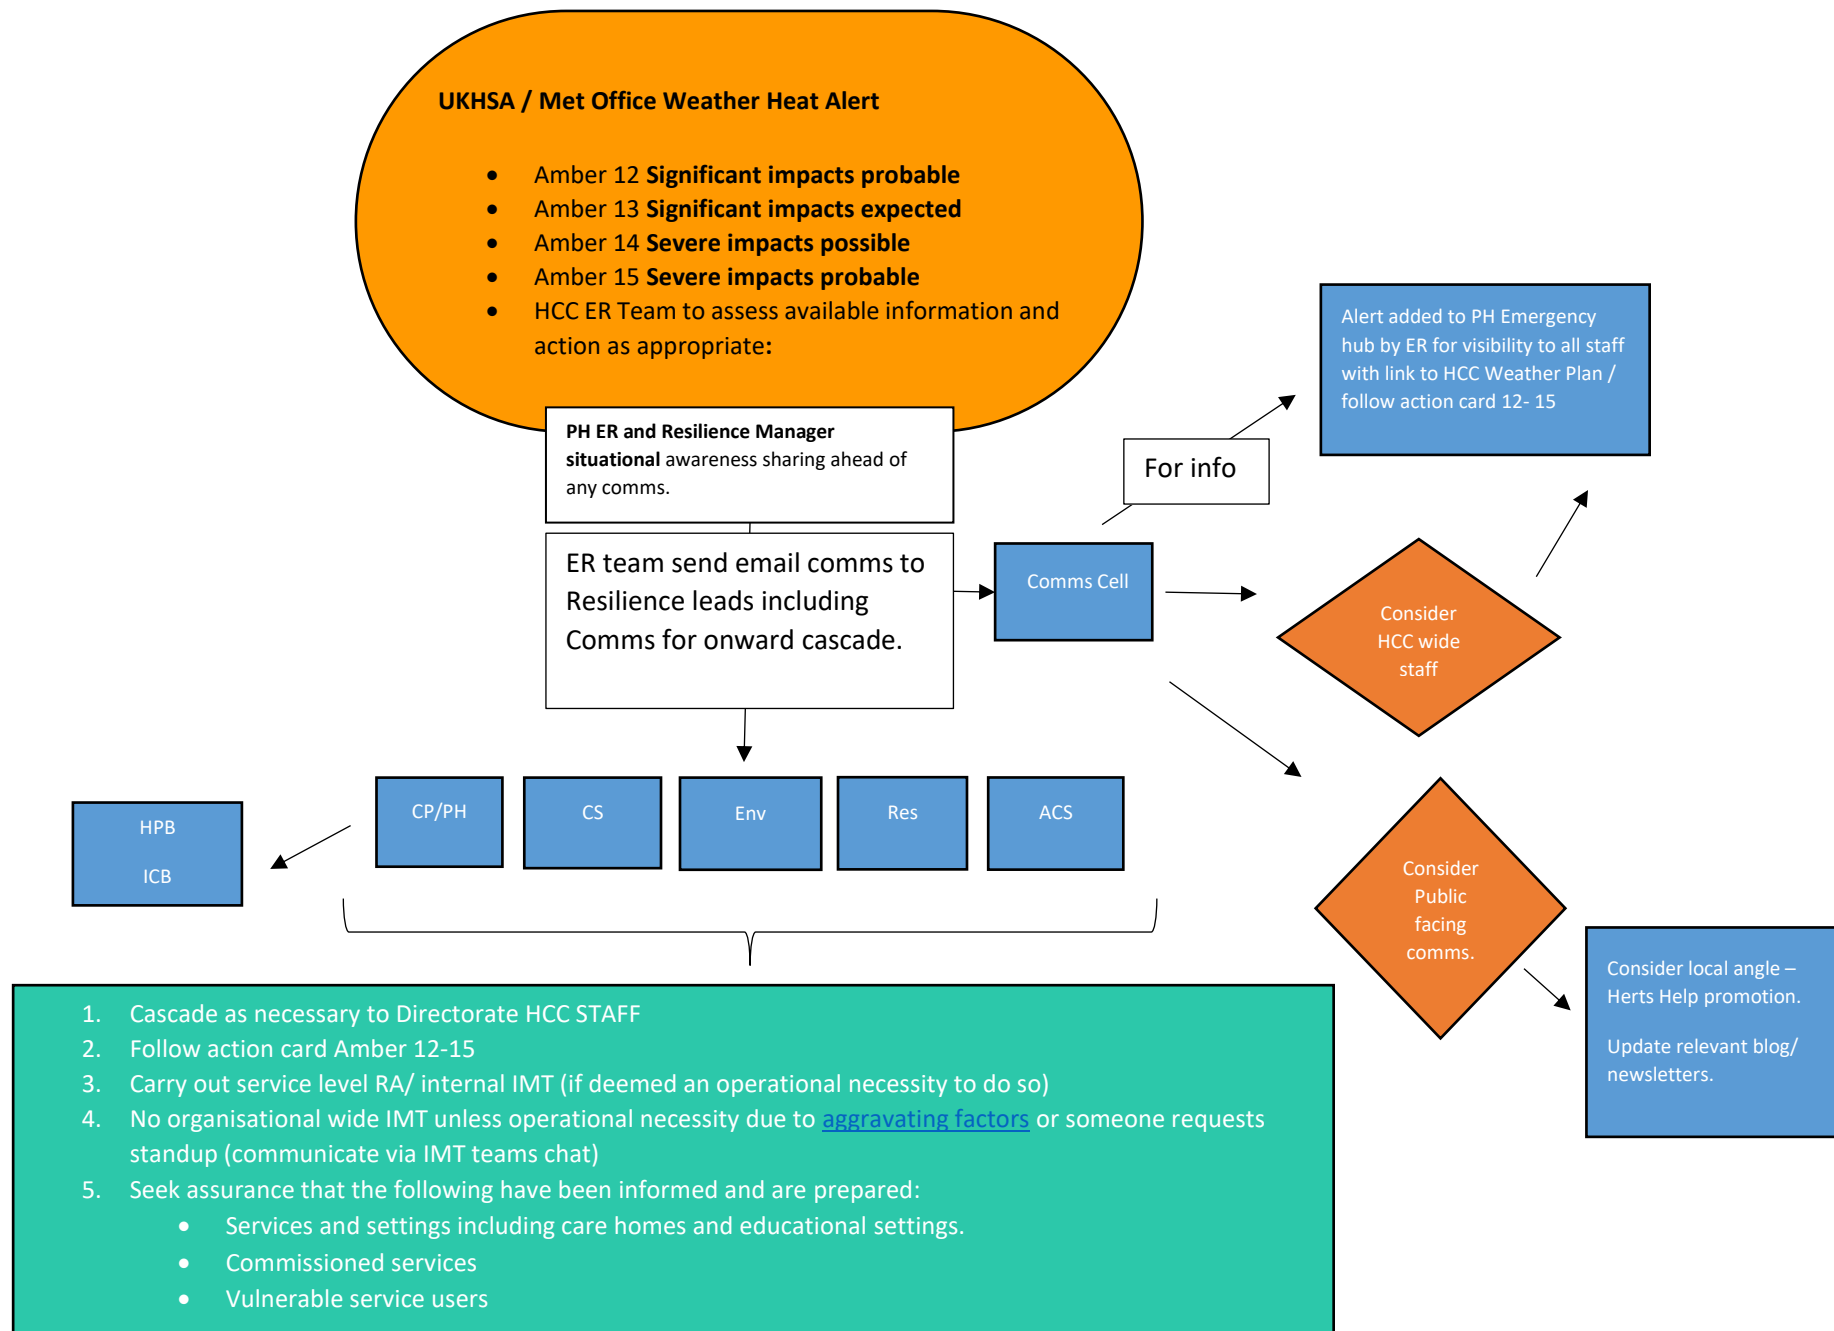 UKHSA / Met Office Weather Heat Alert
• Amber 12 Significant impacts probable
• Amber 13 Significant impacts expected
• Amber 14 Severe impacts possible
• Amber 15 Severe impacts probable
• HCC ER Team to assess available information and
action as appropriate:
PH ER and Resilience Manager
situational awareness sharing ahead of
any comms.
ER team send email comms to
Resilience leads including
Comms for onward cascade.
Comms Cell
For info
Alert added to PH Emergency
hub by ER for visibility to all staff
with link to HCC Weather Plan /
follow action card 12- 15
Consider
HCC wide
staff
Consider
Public
facing
comms.
Consider local angle –
Herts Help promotion.
Update relevant blog/
newsletters.
HPB
ICB
CP/PH
CS
Env
Res
ACS
1. Cascade as necessary to Directorate HCC STAFF
2. Follow action card Amber 12-15
3. Carry out service level RA/ internal IMT (if deemed an operational necessity to do so)
4. No organisational wide IMT unless operational necessity due to aggravating factors or someone requests
standup (communicate via IMT teams chat)
5. Seek assurance that the following have been informed and are prepared:
• Services and settings including care homes and educational settings.
• Commissioned services
• Vulnerable service users